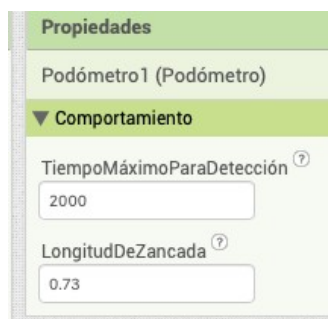 Propiedades
Podómetro1 (Podómetro)
▼ Comportamiento
TiempoMáximoParaDetección ?
2000
LongitudDeZancada ?
0.73